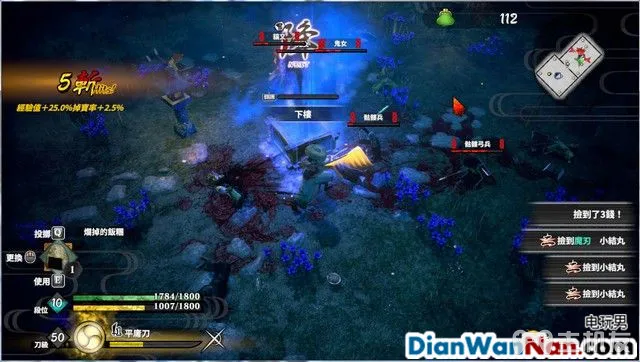 112
鬼女
降
5 斬 Hits!
經驗值+25.0%掉寶率+2.5%
下樓
骷髏兵
骷髏弓兵
撿到了3錢！
撿到魔刃 小結丸
撿到 小結丸
撿到 小結丸
投擲 Q
爛掉的飯糰
更換
1
使用 E
段位 10
1784/1800
1007/1800
刀級 50
平庸刀
电玩男
DianWanNan.com